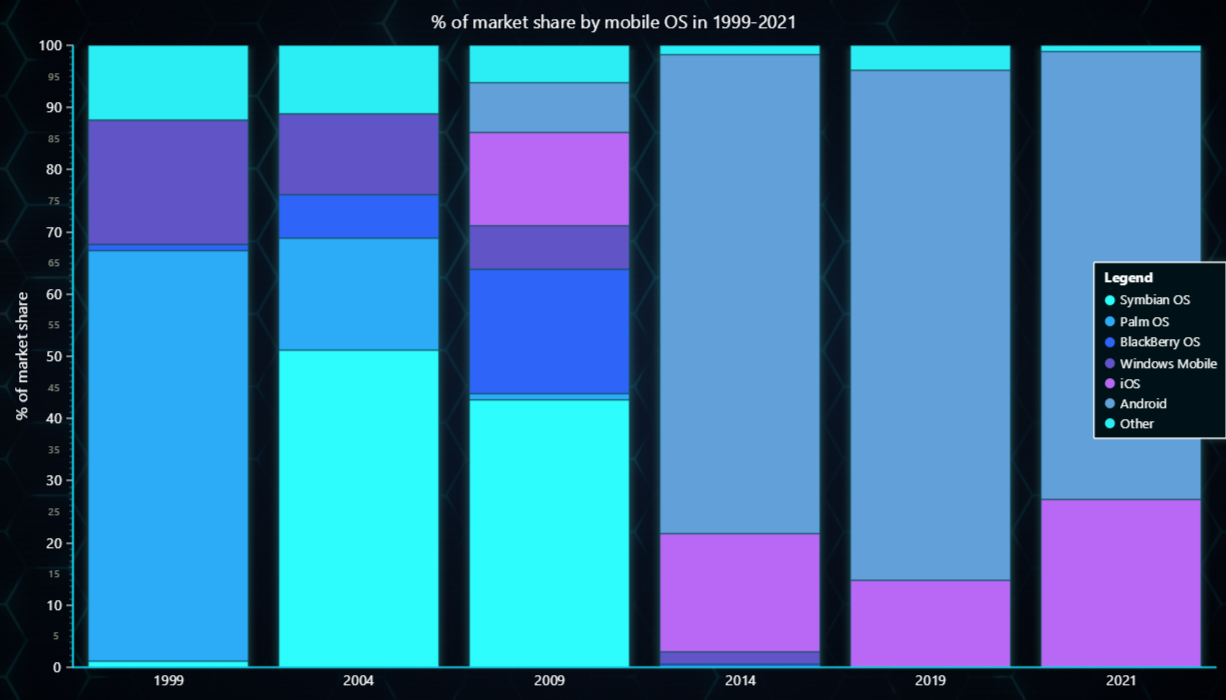 % of market share by mobile OS in 1999-2021
% of market share
100
95
90
85
80
75
70
65
60
55
50
45
40
35
30
25
20
15
10
5
0
Legend
Symbian OS
Palm OS
BlackBerry OS
Windows Mobile
iOS
Android
Other
1999 2004 2009 2014 2019 2021